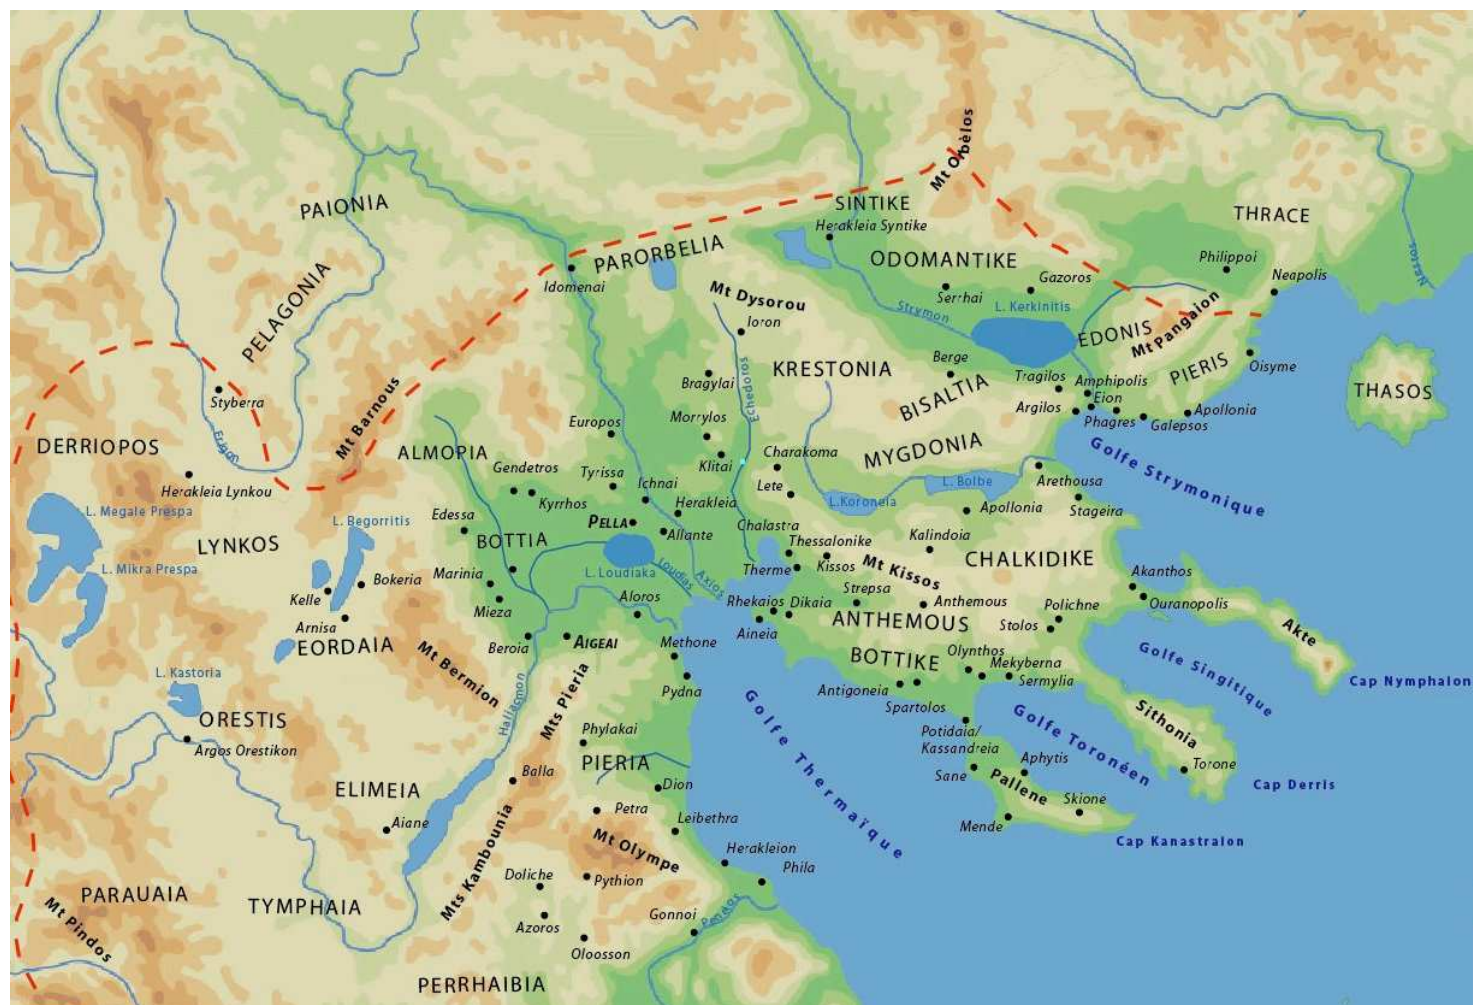 Mt Orbelos
PAIONIA
SINTIKE
THRACE
Herakleia Syntike
PARORBELIA
ODOMANTIKE
Philippoi
Nestos
Idomenai
Gazoros
Neapolis
Serrhai
PELAGONIA
Mt Dysorou
Ioron
Strymon
L. Kerkinitis
EDONIS
Mt Pangaion
KRESTONIA
Berge
PIERIS
Oisyme
Bragylai
Echedoros
Tragilos
Amphipolis
THASOS
Styberra
Mt Barnous
BISALTIA
Eion
Argilos
Apollonia
Europos
Morrylos
Phagres
Galepsos
Erigon
DERRIOPOS
ALMOPIA
MYGDONIA
Golfe Strymonique
Charakoma
Gendetros
Tyrissa
Klitai
Herakleia Lynkou
Ichnai
Lete
L. Bolbe
Arethousa
Kyrrhos
Herakleia
L.Koroneia
Apollonia
Stageira
L. Megale Prespa
L. Begorritis
Edessa
PELLA
Allante
Chalastra
LYNKOS
BOTTIA
Thessalonike
Kalindoia
CHALKIDIKE
L. Mikra Prespa
Marinia
L. Loudiaka
Loudias
Axios
Therme
Kissos
Mt Kissos
Akanthos
Bokeria
Kelle
Mieza
Aloros
Strepsa
Rhekaios
Dikaia
Anthemous
Polichne
Ouranopolis
Arnisa
Aineia
ANTHEMOUS
Stolos
Akte
EORDAIA
Beroia
AIGEAI
Methone
BOTTIKE
Olynthos
Mekyberna
Golfe Singitique
Mt Bermion
L. Kastoria
Pydna
Antigoneia
Sermylia
Cap Nymphaion
Haliacmon
Mts Pieria
Spartolos
ORESTIS
Golfe Thermaïque
Golfe Toronéen
Sithonia
Argos Orestikon
Phylakai
Potidaia/
Kassandreia
PIERIA
Aphytis
Torone
Balla
Sane
ELIMEIA
Dion
Pallene
Cap Derris
Skione
Petra
Leibethra
Aiane
Mende
Mts Kambounia
Mt Olympe
Cap Kanastraion
Herakleion
Phila
Doliche
Pythion
PARAUAIA
TYMPHAIA
Mt Pindos
Azoros
Gonnoi
Peneos
Oloosson
PERRHAIBIA